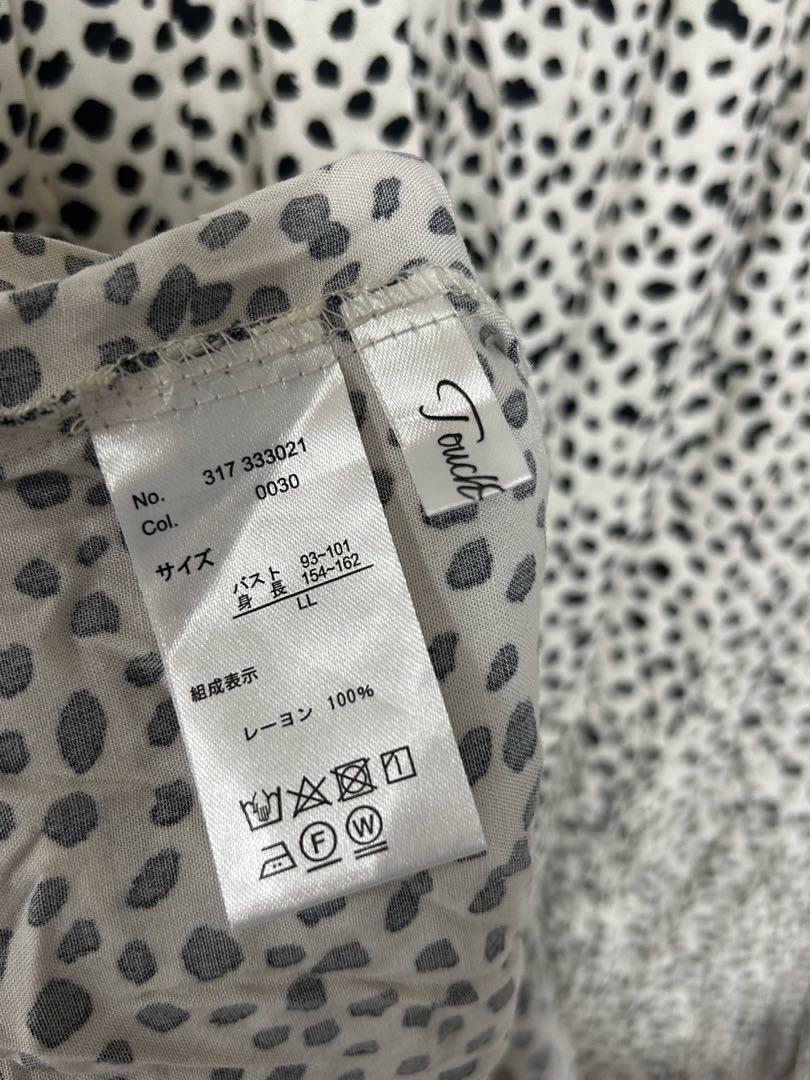 No. 317 333021
Col. 0030
サイズ
バスト 93~101
身 長 154~162
LL
組成表示
レーヨン 100%
F W
Touch